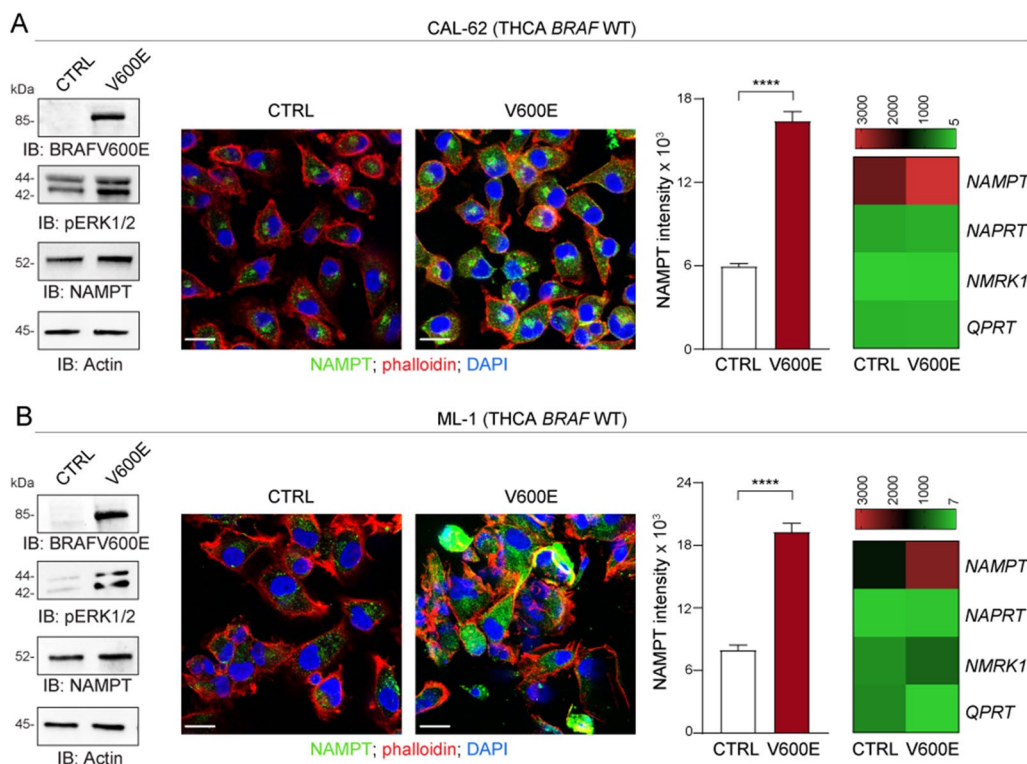 A
CAL-62 (THCA BRAF WT)
kDa
CTRL
V600E
85-
IB: BRAFV600E
44-
42-
IB: pERK1/2
52-
IB: NAMPT
45-
IB: Actin
CTRL
V600E
NAMPT; phalloidin; DAPI
NAMPT intensity x 10³
18
12
6
0
****
CTRL
V600E
3000
2000
1000
5
NAMPT
NAPRT
NMRK1
QPRT
CTRL V600E
B
ML-1 (THCA BRAF WT)
kDa
CTRL
V600E
85-
IB: BRAFV600E
44-
42-
IB: pERK1/2
52-
IB: NAMPT
45-
IB: Actin
CTRL
V600E
NAMPT; phalloidin; DAPI
NAMPT intensity x 10³
24
18
12
6
0
****
CTRL
V600E
3000
2000
1000
7
NAMPT
NAPRT
NMRK1
QPRT
CTRL V600E